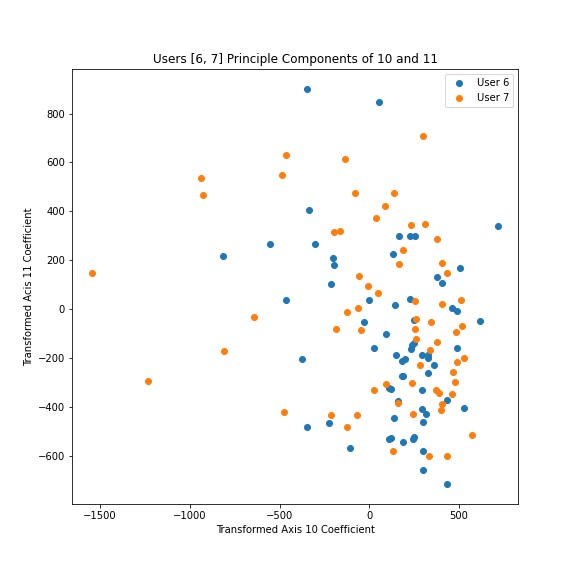 Users [6, 7] Principle Components of 10 and 11
User 6
User 7
800
600
400
200
0
−200
−400
−600
Transformed Acis 11 Coefficient
−1500
−1000
−500
0
500
Transformed Axis 10 Coefficient